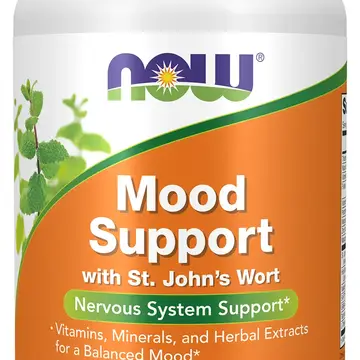 NOW
Mood
Support
with St. John's Wort
Nervous System Support*
• Vitamins, Minerals, and Herbal Extracts
for a Balanced Mood*